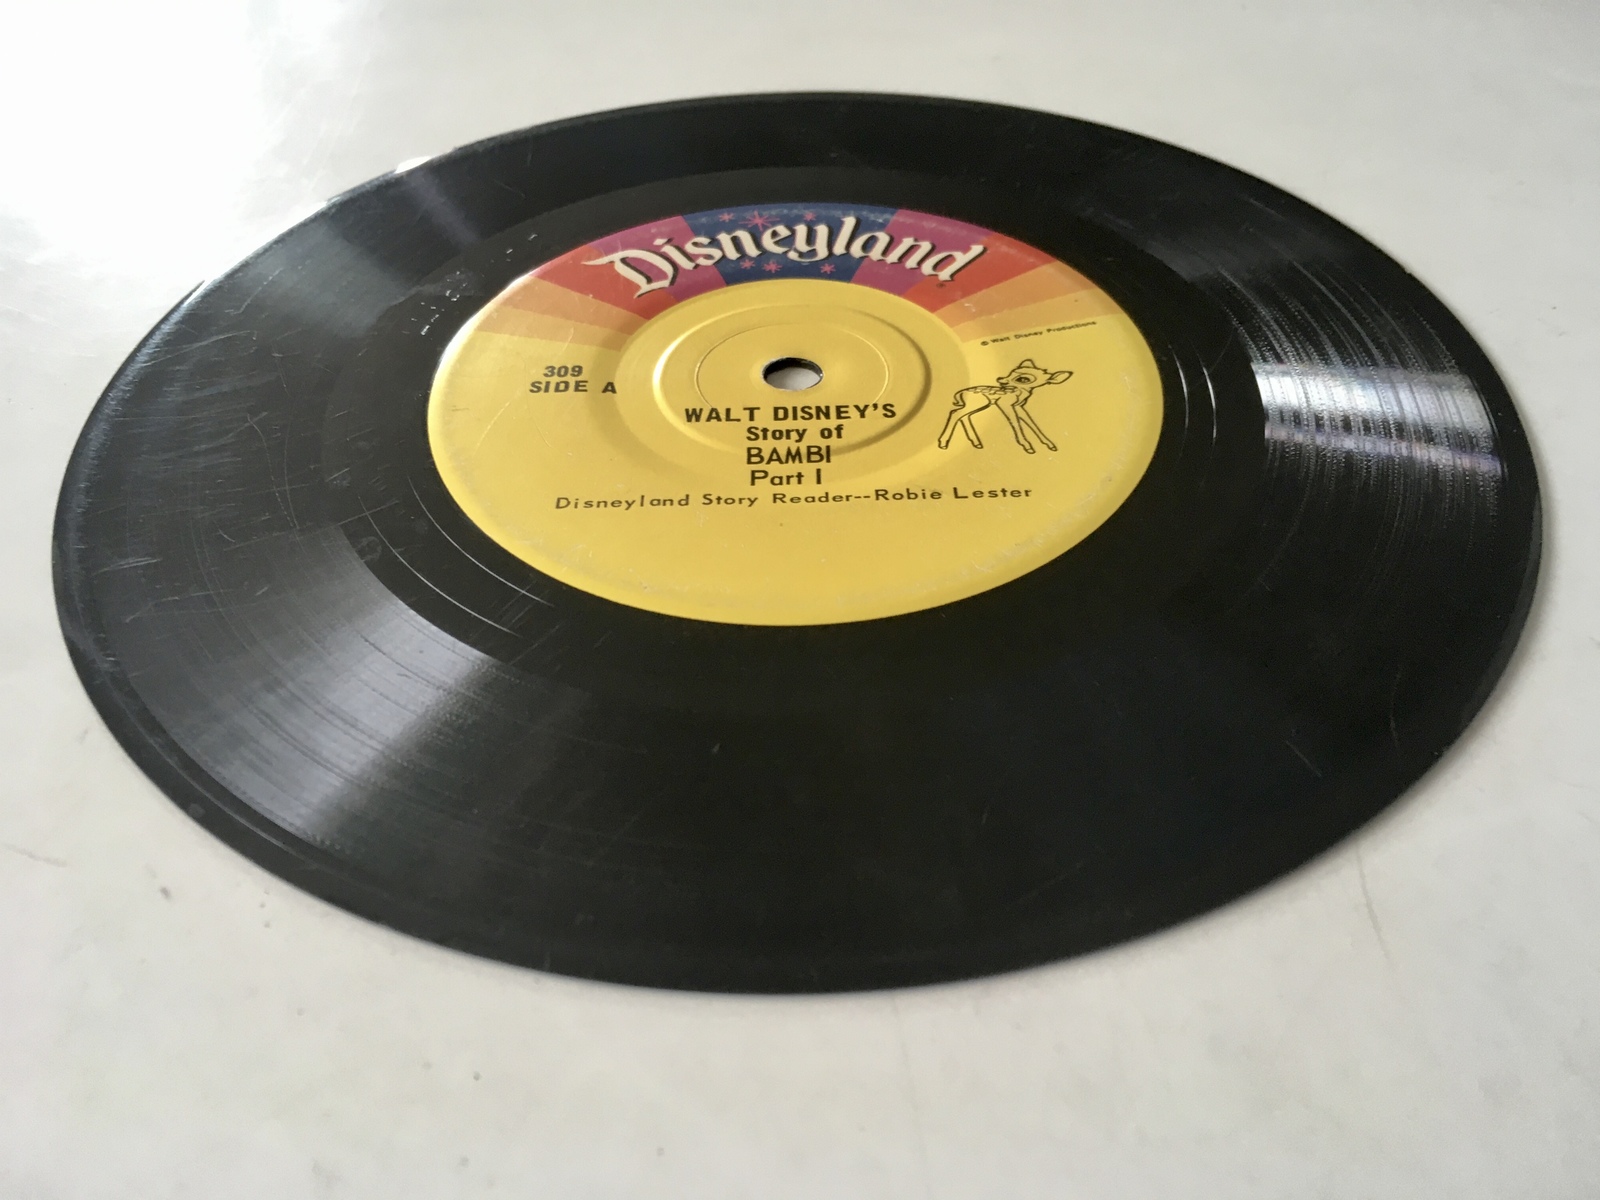 Disneyland
© Walt Disney Productions
309
SIDE A
WALT DISNEY'S
Story of
BAMBI
Part I
Disneyland Story Reader--Robie Lester